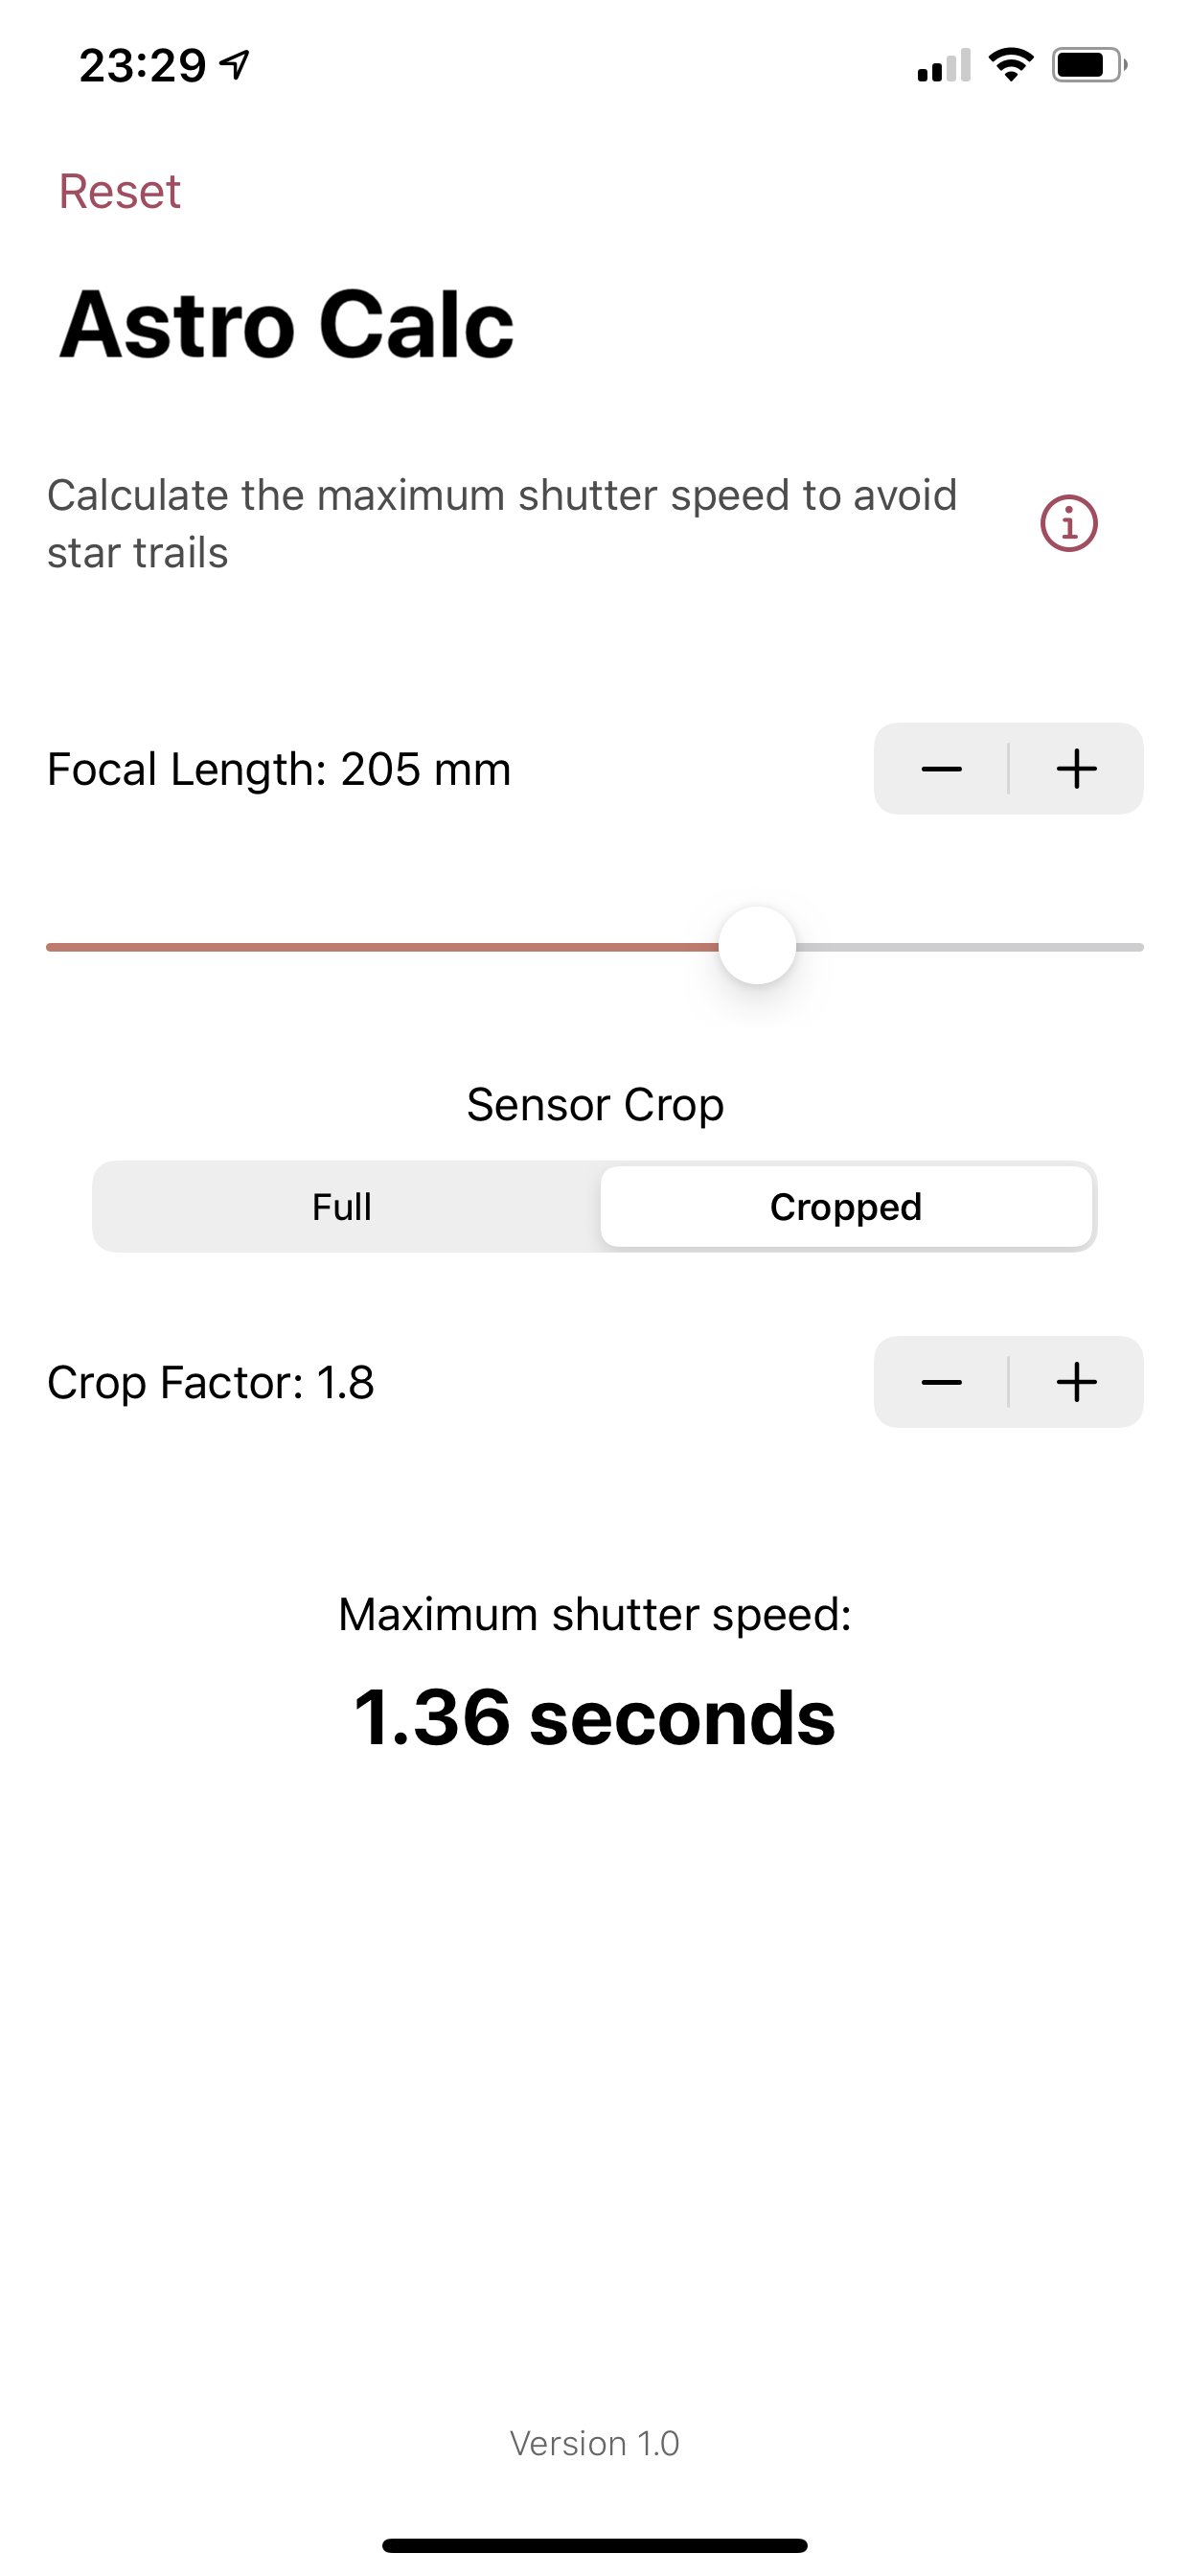 23:29
Reset
Astro Calc
Calculate the maximum shutter speed to avoid
star trails
Focal Length: 205 mm
Sensor Crop
Full Cropped
Crop Factor: 1.8
Maximum shutter speed:
1.36 seconds
Version 1.0